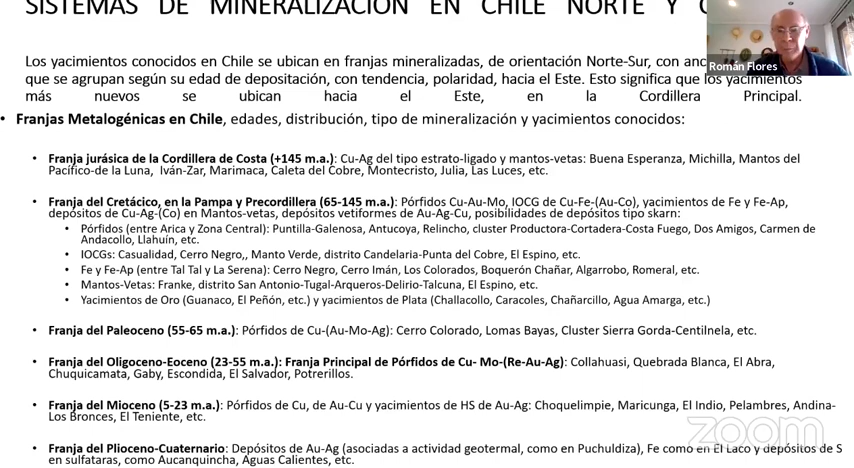 SISTEMAS DE MINERALIZACIÓN EN CHILE NORTE Y
Los yacimientos conocidos en Chile se ubican en franjas mineralizadas, de orientación Norte-Sur, con
que se agrupan según su edad de depositación, con tendencia, polaridad, hacia el Este. Esto significa que los yacimientos
más nuevos se ubican hacia el Este, en la Cordillera Principal.
• Franjas Metalogénicas en Chile, edades, distribución, tipo de mineralización y yacimientos conocidos:
• Franja jurásica de la Cordillera de Costa (+145 m.a.): Cu-Ag del tipo estrato-ligado y mantos-vetas: Buena Esperanza, Michilla, Mantos del
Pacífico-de la Luna, Iván-Zar, Marimaca, Caleta del Cobre, Montecristo, Julia, Las Luces, etc.
• Franja del Cretácico, en la Pampa y Precordillera (65-145 m.a.): Pórfidos Cu-Au-Mo, IOCG de Cu-Fe-(Au-Co), yacimientos de Fe y Fe-Ap,
depósitos de Cu-Ag-(Co) en Mantos-vetas, depósitos vetiformes de Au-Ag-Cu, posibilidades de depósitos tipo skarn:
• Pórfidos (entre Arica y Zona Central): Puntilla-Galenosa, Antucoya, Relincho, cluster Productora-Cortadera-Costa Fuego, Dos Amigos, Carmen de
Andacollo, Llahuín, etc.
• IOCGs: Casualidad, Cerro Negro,, Manto Verde, distrito Candelaria-Punta del Cobre, El Espino, etc.
• Fe y Fe-Ap (entre Tal Tal y La Serena): Cerro Negro, Cerro Imán, Los Colorados, Boquerón Chañar, Algarrobo, Romeral, etc.
• Mantos-Vetas: Franke, distrito San Antonio-Tugal-Arqueros-Delirio-Talcuna, El Espino, etc.
• Yacimientos de Oro (Guanaco, El Peñón, etc.) y yacimientos de Plata (Challacollo, Caracoles, Chañarcillo, Agua Amarga, etc.)
• Franja del Paleoceno (55-65 m.a.): Pórfidos de Cu-(Au-Mo-Ag): Cerro Colorado, Lomas Bayas, Cluster Sierra Gorda-Centilnela, etc.
• Franja del Oligoceno-Eoceno (23-55 m.a.): Franja Principal de Pórfidos de Cu- Mo-(Re-Au-Ag): Collahuasi, Quebrada Blanca, El Abra,
Chuquicamata, Gaby, Escondida, El Salvador, Potrerillos.
• Franja del Mioceno (5-23 m.a.): Pórfidos de Cu, de Au-Cu y yacimientos de HS de Au-Ag: Choquelimpie, Maricunga, El Indio, Pelambres, Andina-
Los Bronces, El Teniente, etc.
• Franja del Plioceno-Cuaternario: Depósitos de Au-Ag (asociadas a actividad geotermal, como en Puchuldiza), Fe como en El Laco y depósitos de S
en sulfataras, como Aucanquincha, Aguas Calientes, etc.
Román Flores
zoom